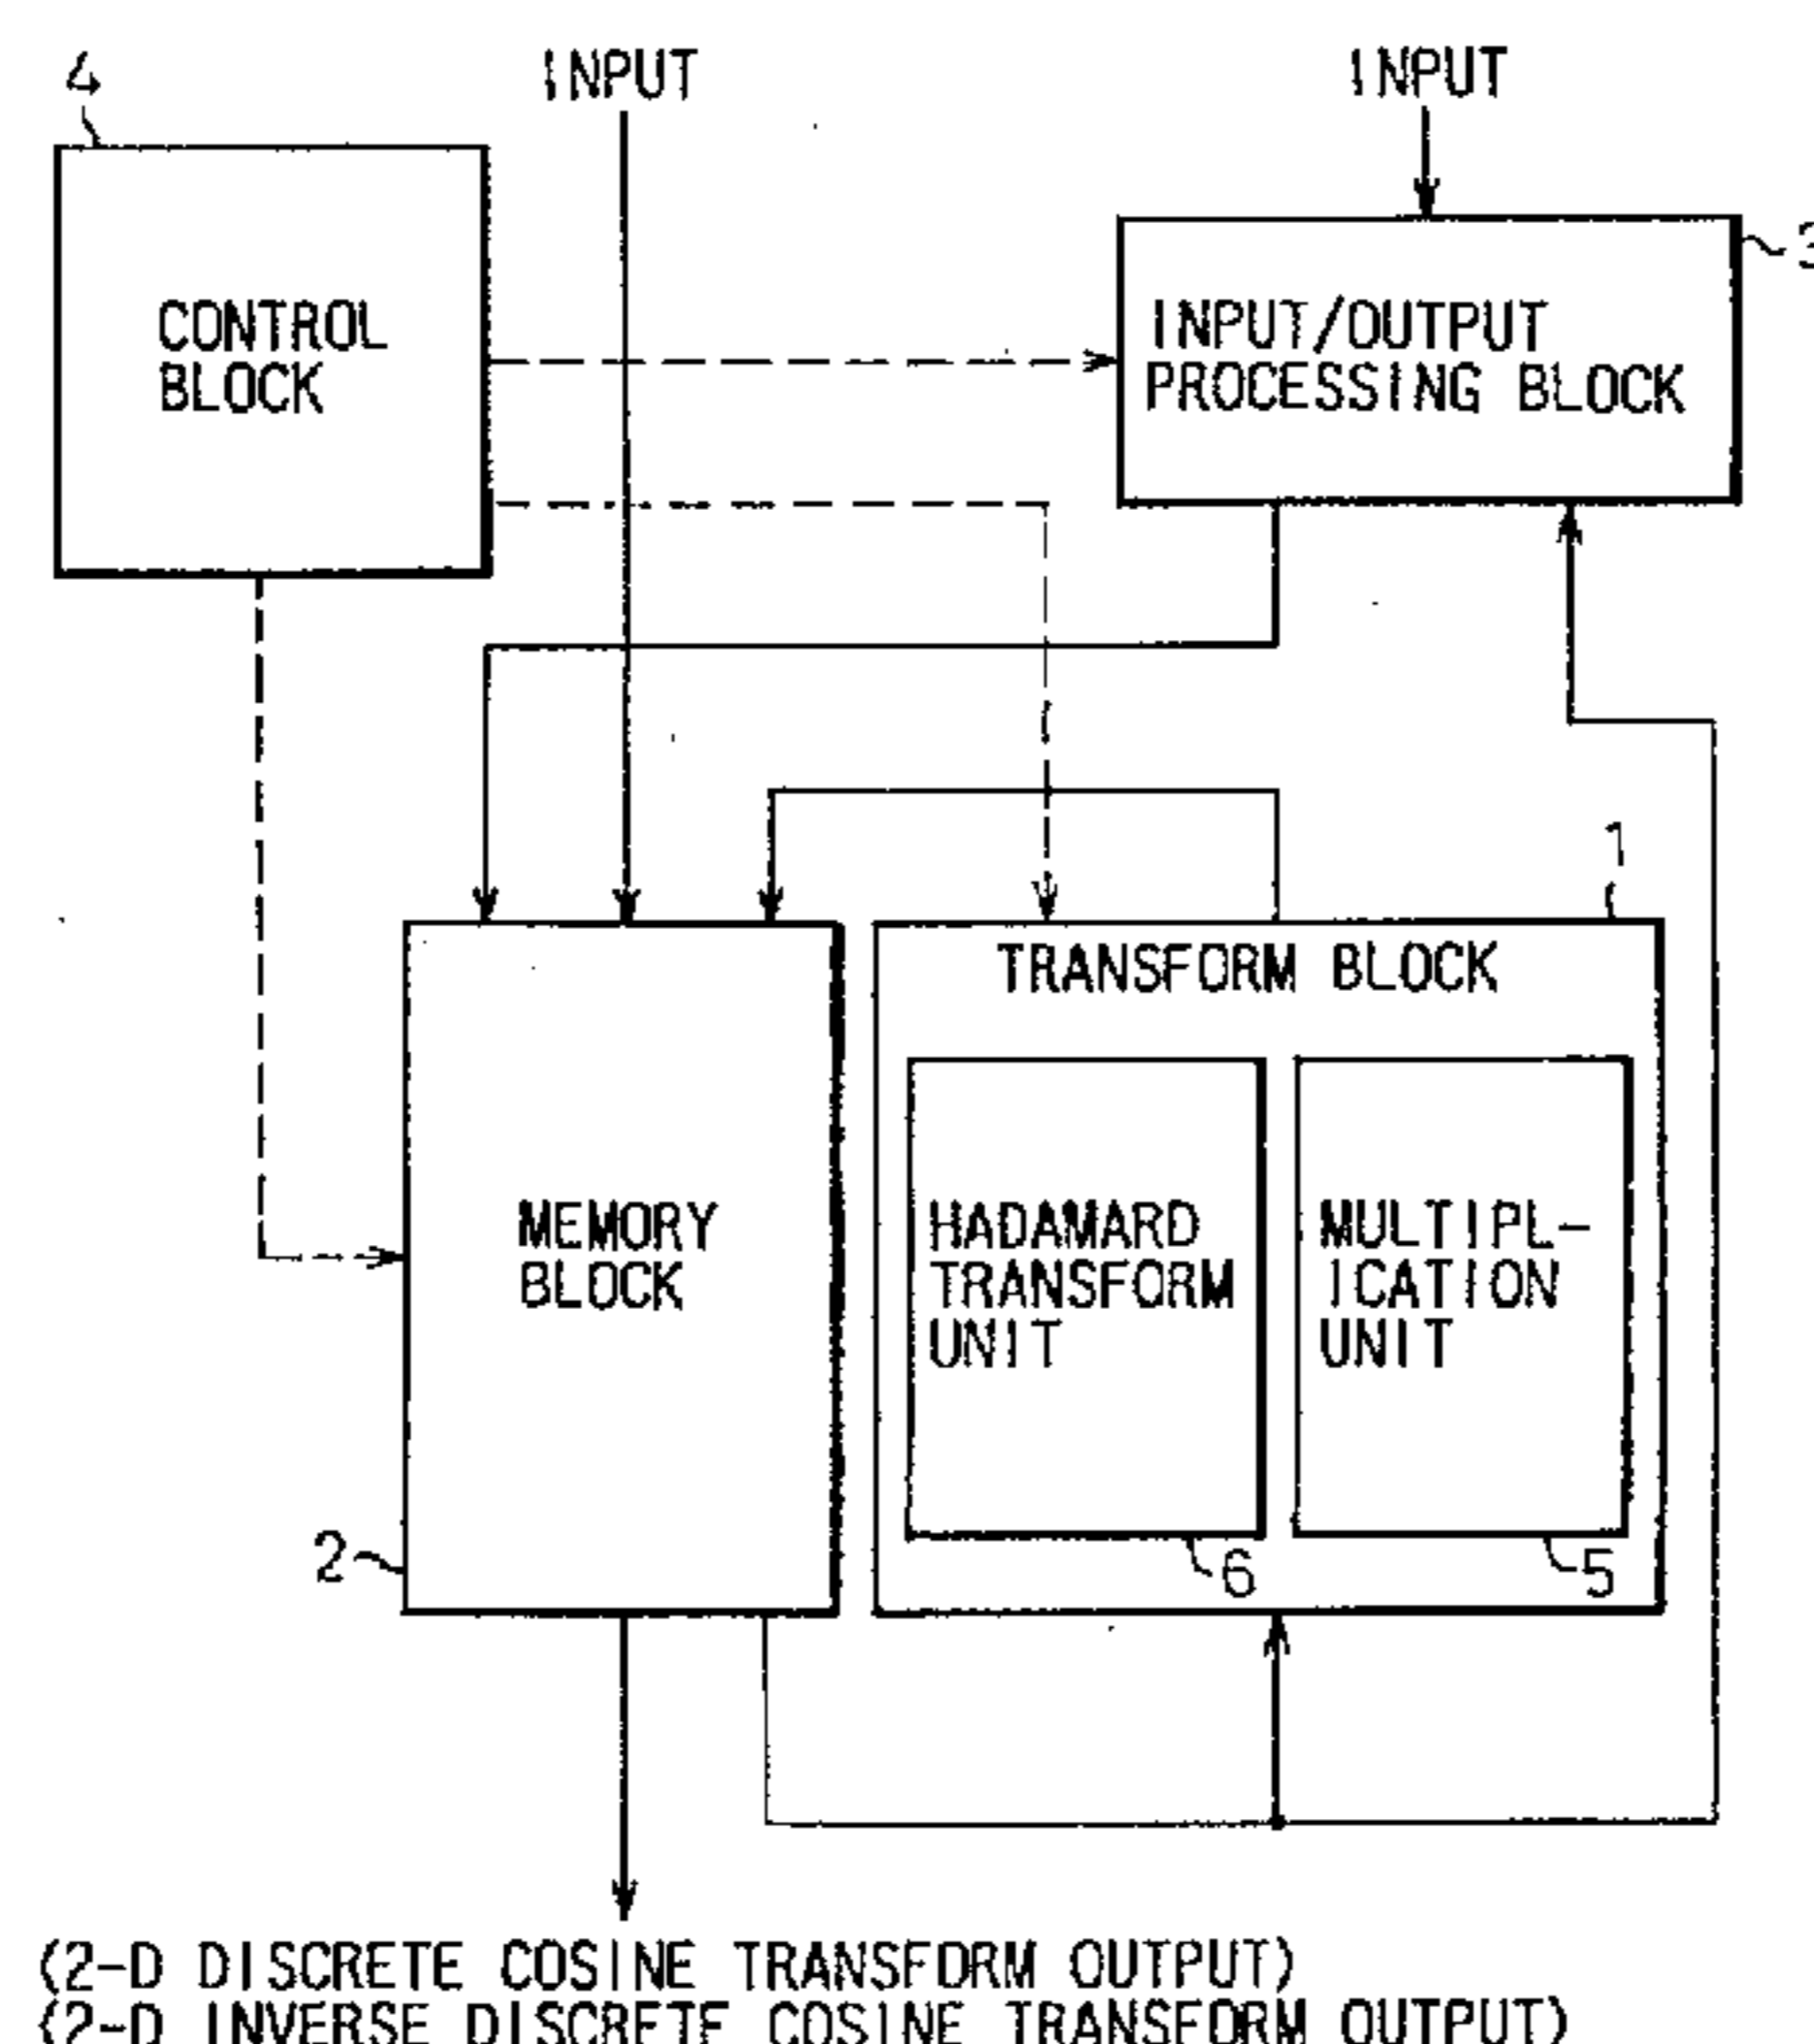 4
INPUT
INPUT
3
CONTROL
BLOCK
INPUT/OUTPUT
PROCESSING BLOCK
1
TRANSFORM BLOCK
MEMORY
BLOCK
HADAMARD
TRANSFORM
UNIT
MULTIPL-
ICATION
UNIT
2
6
5
(2-D DISCRETE COSINE TRANSFORM OUTPUT)
(2-D INVERSE DISCRETE COSINE TRANSFORM OUTPUT)